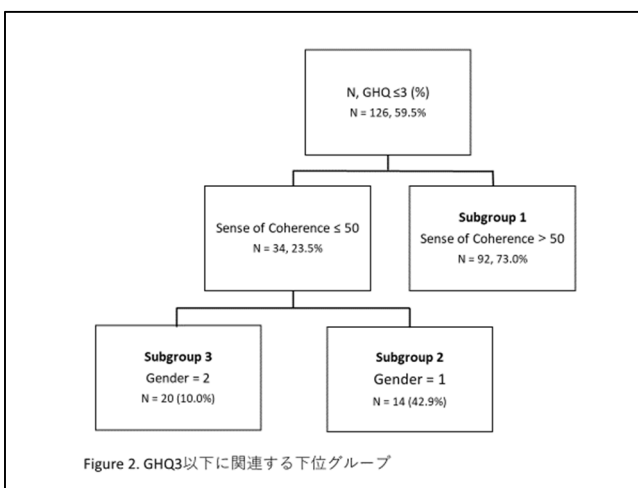 N, GHQ ≤3 (%)
N = 126, 59.5%
Sense of Coherence ≤ 50
N = 34, 23.5%
Subgroup 1
Sense of Coherence > 50
N = 92, 73.0%
Subgroup 3
Gender = 2
N = 20 (10.0%)
Subgroup 2
Gender = 1
N = 14 (42.9%)
Figure 2. GHQ3以下に関連する下位グループ